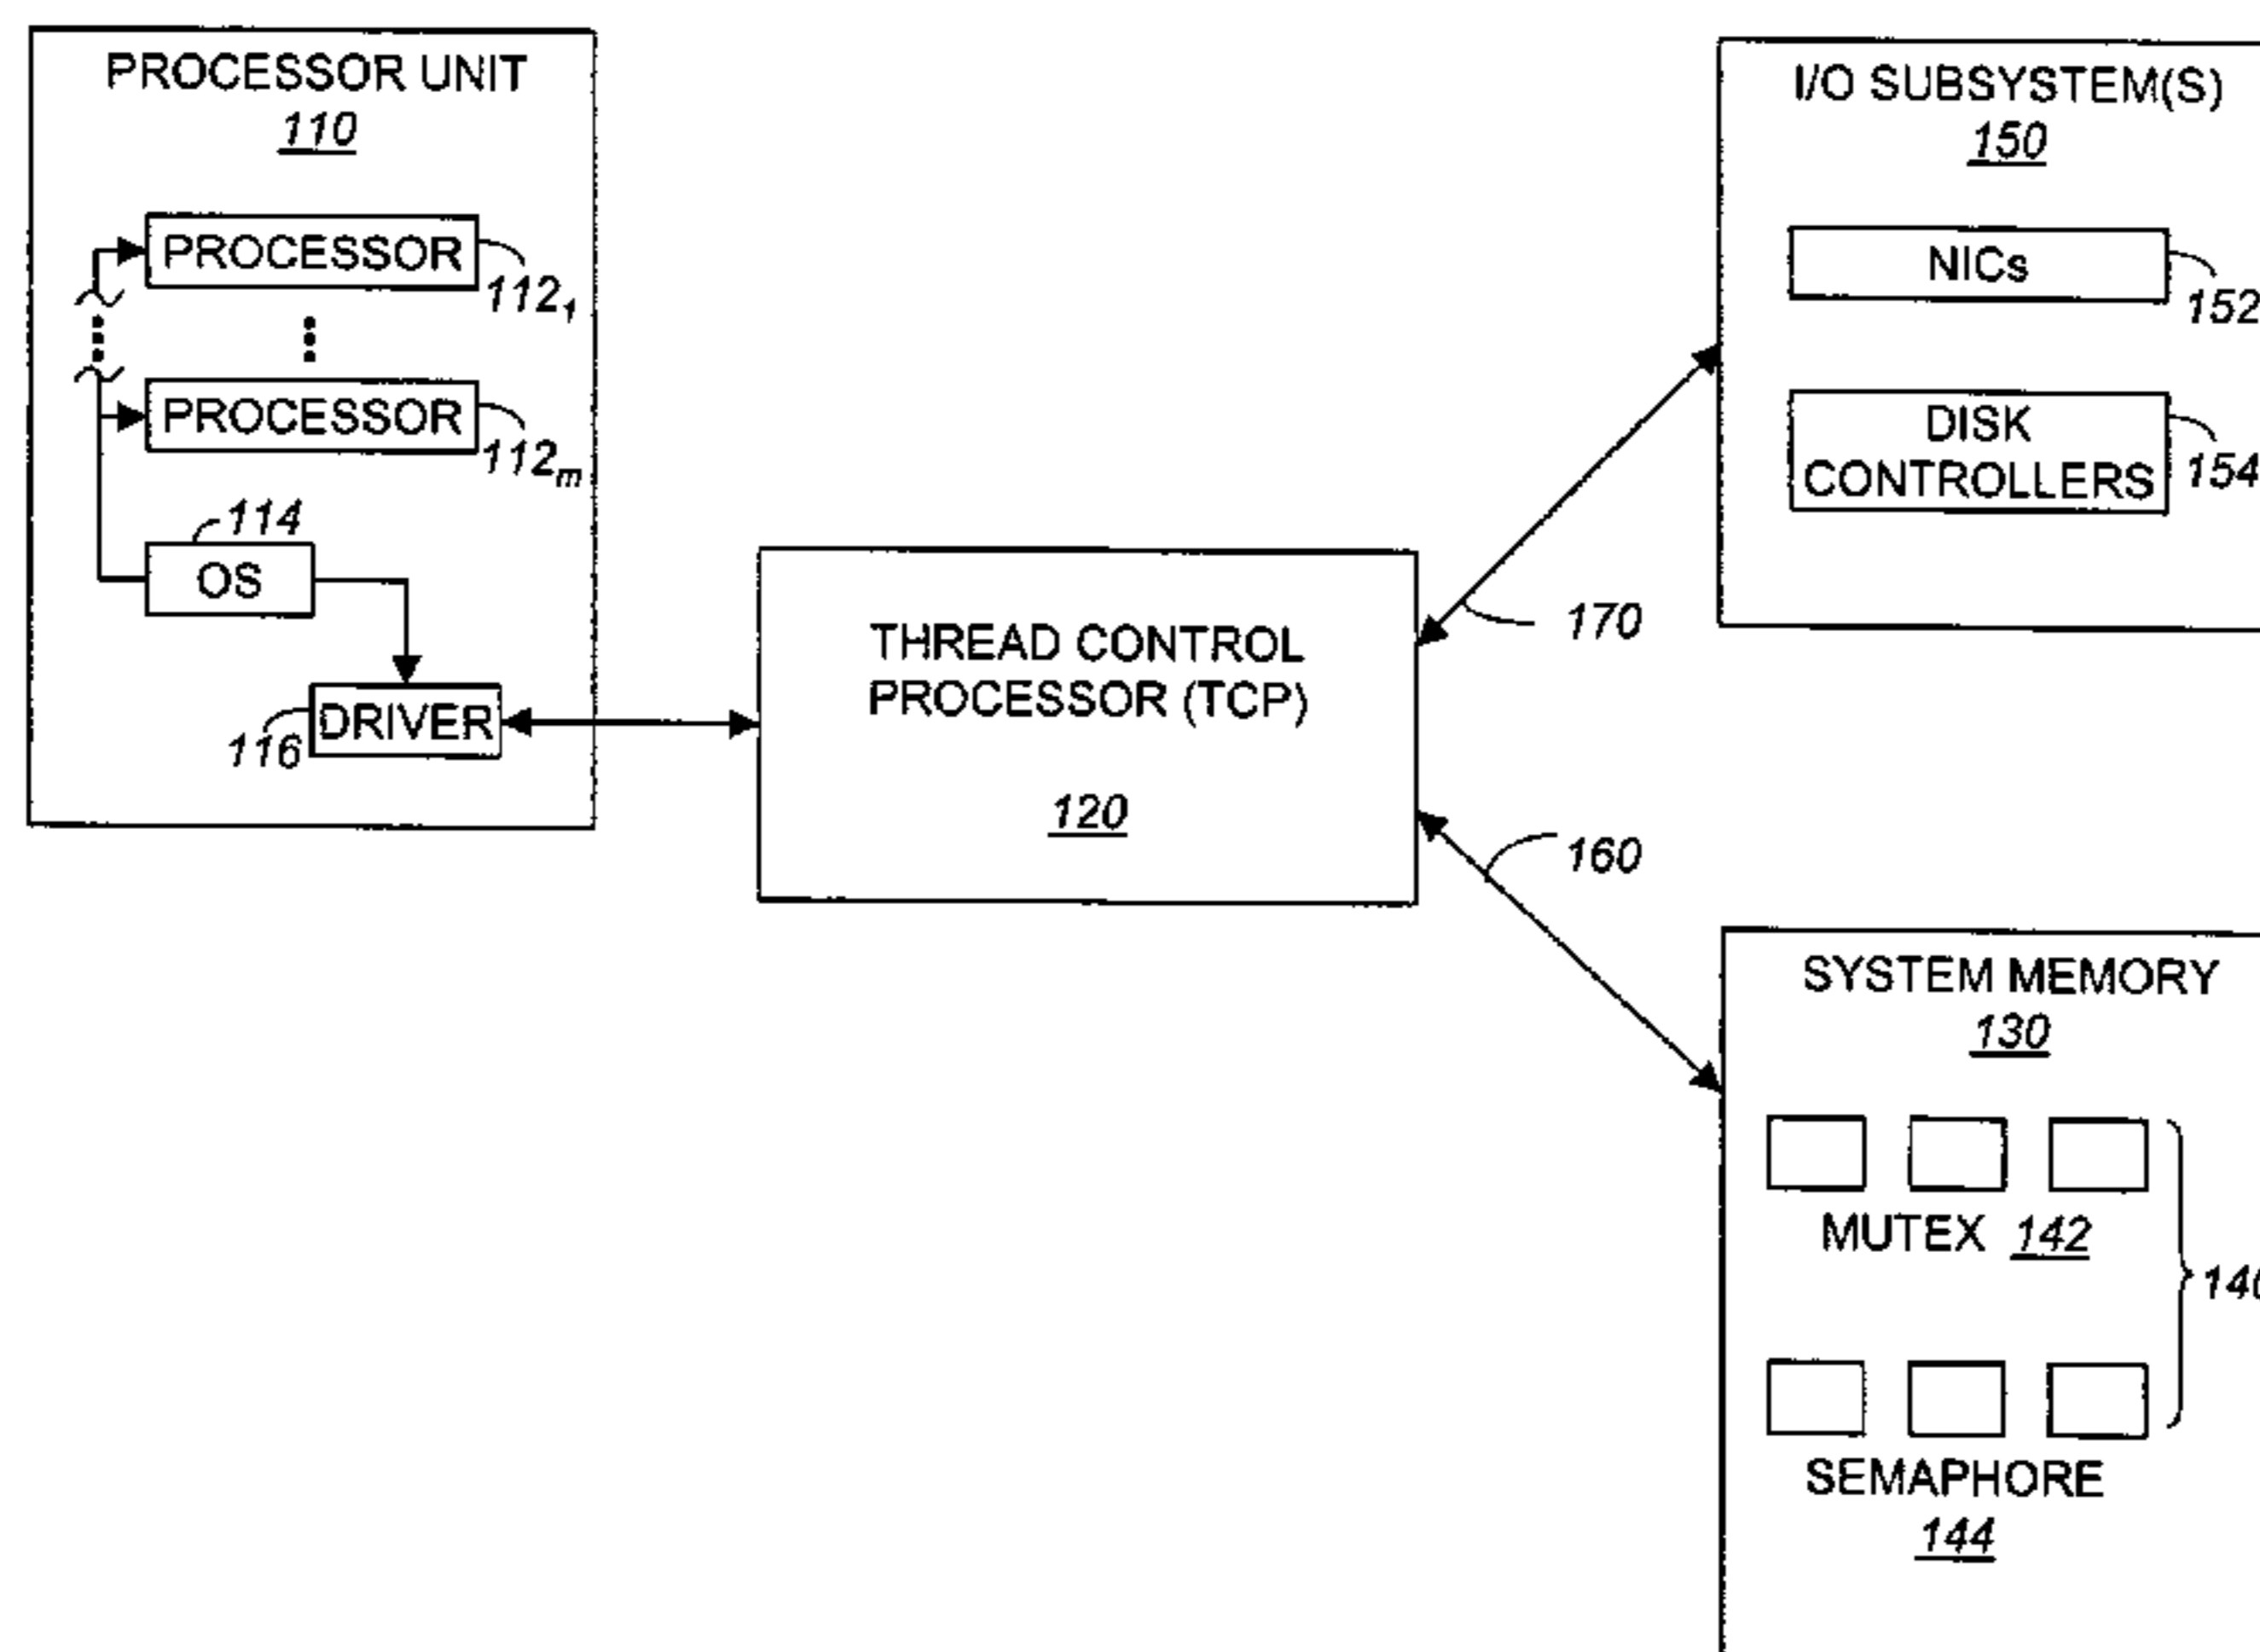 PROCESSOR UNIT
110
PROCESSOR
112₁
PROCESSOR
112ₘ
114
OS
DRIVER
116
THREAD CONTROL
PROCESSOR (TCP)
120
170
160
I/O SUBSYSTEM(S)
150
NICs
152
DISK
CONTROLLERS
154
SYSTEM MEMORY
130
MUTEX 142
SEMAPHORE
144